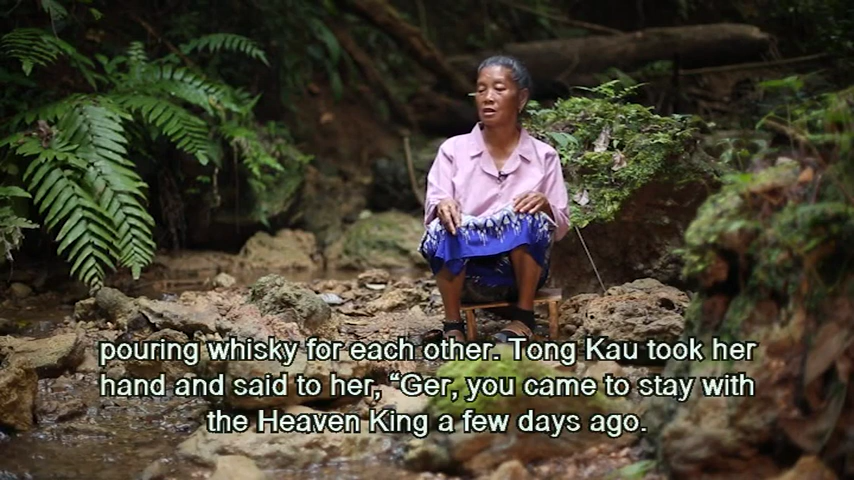 pouring whisky for each other. Tong Kau took her
hand and said to her, “Ger, you came to stay with
the Heaven King a few days ago.